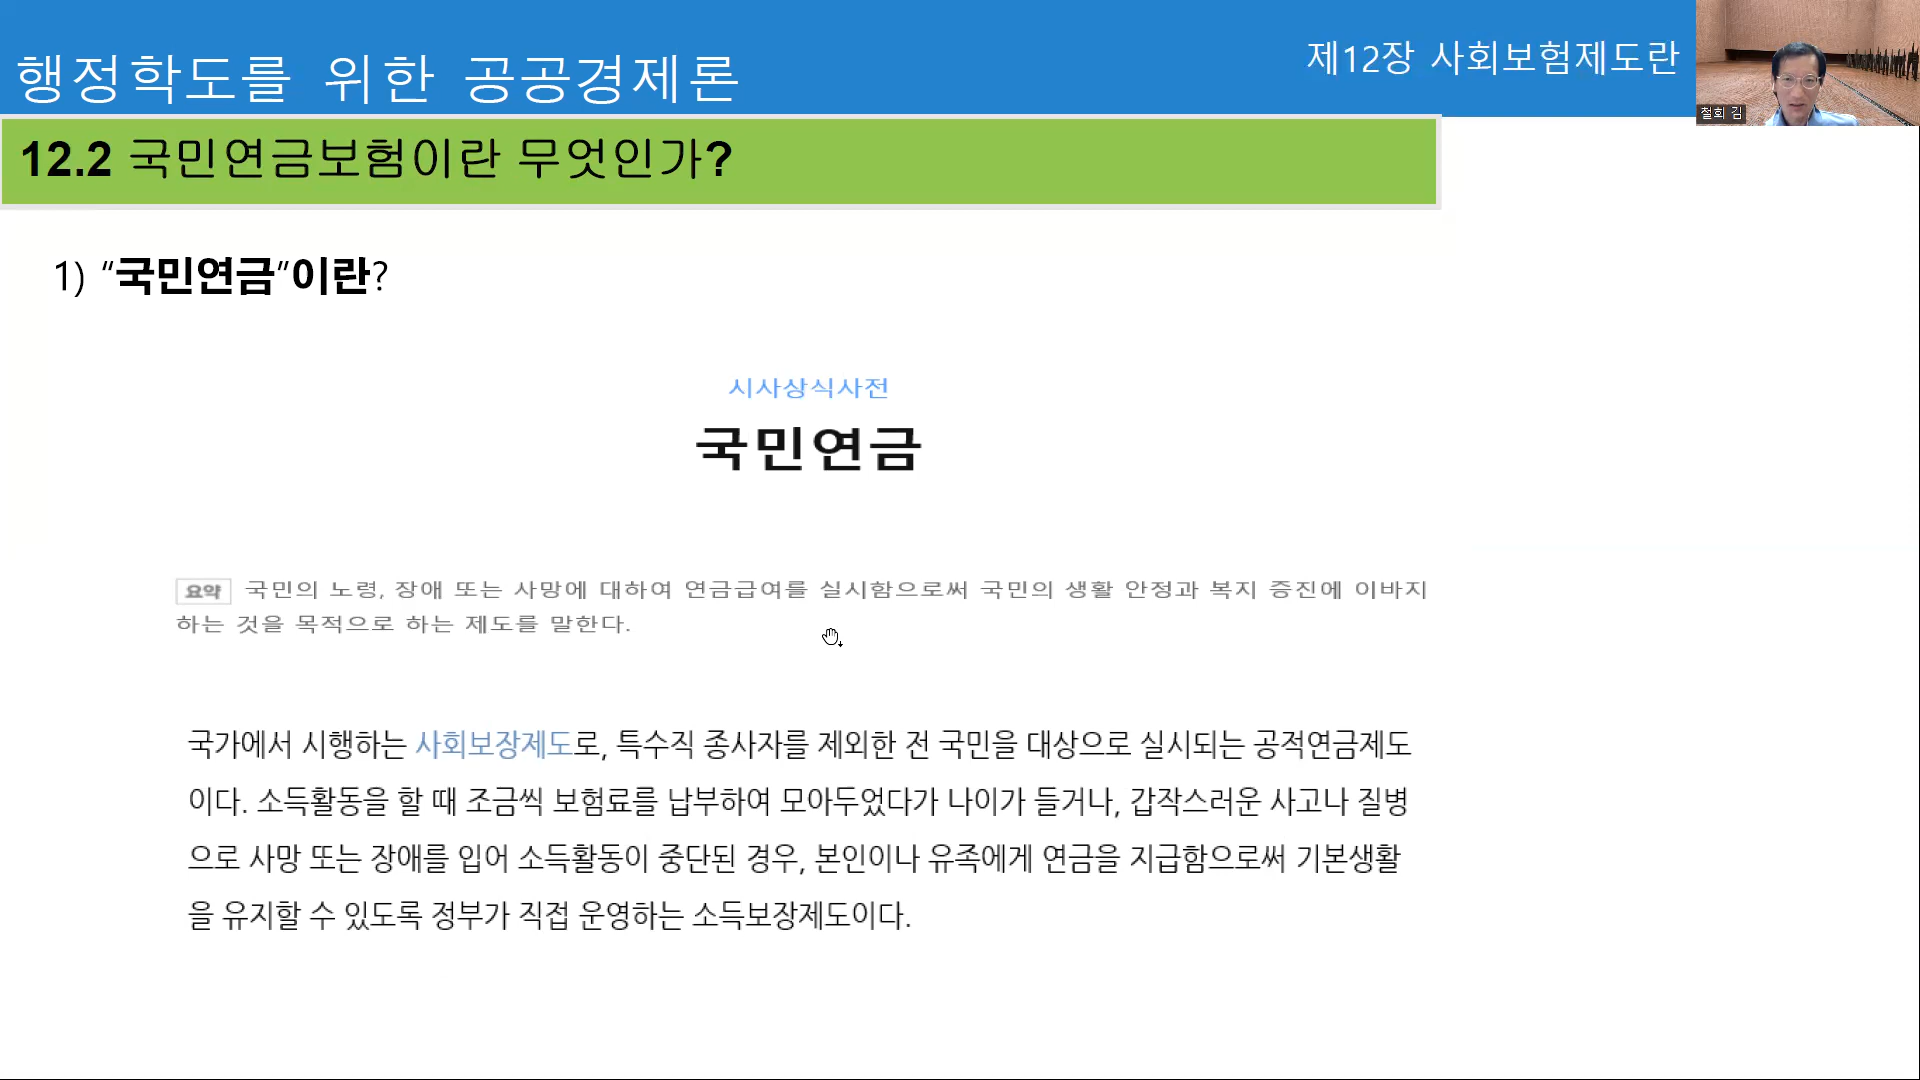 행정학도를 위한 공공경제론
제12장 사회보험제도란
철희 김
12.2 국민연금보험이란 무엇인가?
1) “국민연금”이란?
시사상식사전
국민연금
요약 국민의 노령, 장애 또는 사망에 대하여 연금급여를 실시함으로써 국민의 생활 안정과 복지 증진에 이바지
하는 것을 목적으로 하는 제도를 말한다.
국가에서 시행하는 사회보장제도로, 특수직 종사자를 제외한 전 국민을 대상으로 실시되는 공적연금제도
이다. 소득활동을 할 때 조금씩 보험료를 납부하여 모아두었다가 나이가 들거나, 갑작스러운 사고나 질병
으로 사망 또는 장애를 입어 소득활동이 중단된 경우, 본인이나 유족에게 연금을 지급함으로써 기본생활
을 유지할 수 있도록 정부가 직접 운영하는 소득보장제도이다.